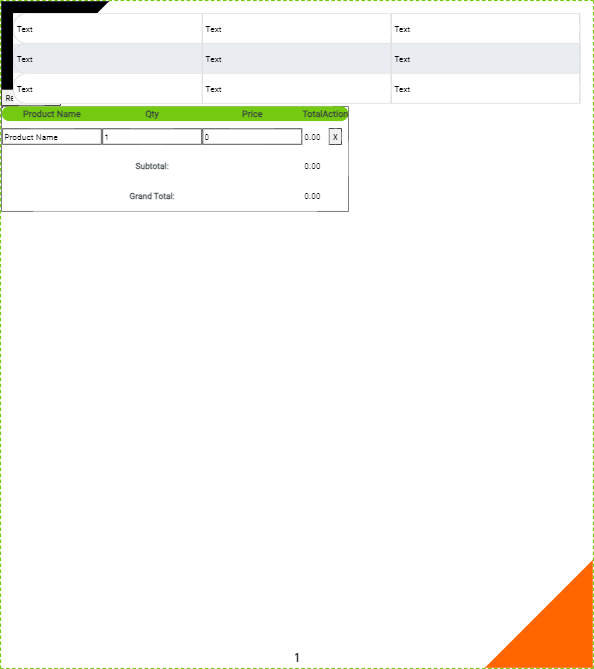 Text Text Text
Text Text Text
Text Text Text
Product Name Qty Price TotalAction
Product Name 1 0 0.00 X
Subtotal: 0.00
Grand Total: 0.00
1